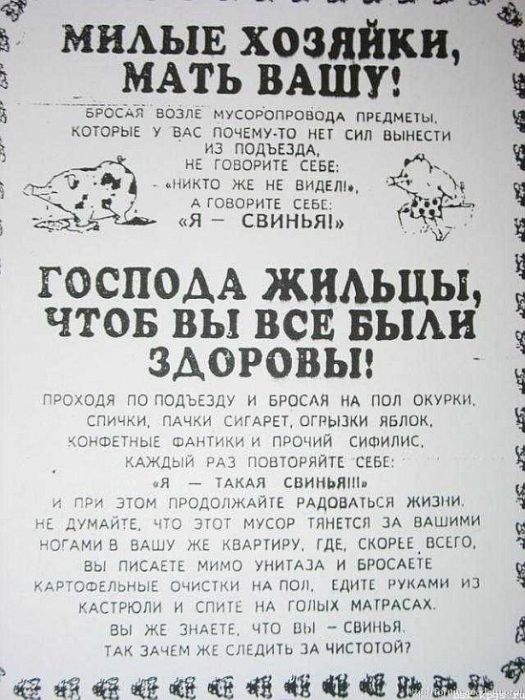 МИЛЫЕ ХОЗЯЙКИ,
МАТЬ ВАШУ!
БРОСАЯ ВОЗЛЕ МУСОРОПРОВОДА ПРЕДМЕТЫ,
КОТОРЫЕ У ВАС ПОЧЕМУ-ТО НЕТ СИЛ ВЫНЕСТИ
ИЗ ПОДЪЕЗДА,
НЕ ГОВОРИТЕ СЕБЕ:
«НИКТО ЖЕ НЕ ВИДЕЛ!»,
А ГОВОРИТЕ СЕБЕ:
«Я — СВИНЬЯ!»
ГОСПОДА ЖИЛЬЦЫ,
ЧТОБ ВЫ ВСЕ БЫЛИ
ЗДОРОВЫ!
ПРОХОДЯ ПО ПОДЪЕЗДУ И БРОСАЯ НА ПОЛ ОКУРКИ,
СПИЧКИ, ПАЧКИ СИГАРЕТ, ОГРЫЗКИ ЯБЛОК,
КОНФЕТНЫЕ ФАНТИКИ И ПРОЧИЙ СИФИЛИС,
КАЖДЫЙ РАЗ ПОВТОРЯЙТЕ СЕБЕ:
«Я — ТАКАЯ СВИНЬЯ!!!»
И ПРИ ЭТОМ ПРОДОЛЖАЙТЕ РАДОВАТЬСЯ ЖИЗНИ.
НЕ ДУМАЙТЕ, ЧТО ЭТОТ МУСОР ТЯНЕТСЯ ЗА ВАШИМИ
НОГАМИ В ВАШУ ЖЕ КВАРТИРУ, ГДЕ, СКОРЕЕ ВСЕГО,
ВЫ ПИСАЕТЕ МИМО УНИТАЗА И БРОСАЕТЕ
КАРТОФЕЛЬНЫЕ ОЧИСТКИ НА ПОЛ, ЕДИТЕ РУКАМИ ИЗ
КАСТРЮЛИ И СПИТЕ НА ГОЛЫХ МАТРАСАХ.
ВЫ ЖЕ ЗНАЕТЕ, ЧТО ВЫ – СВИНЬЯ.
ТАК ЗАЧЕМ ЖЕ СЛЕДИТЬ ЗА ЧИСТОТОЙ?